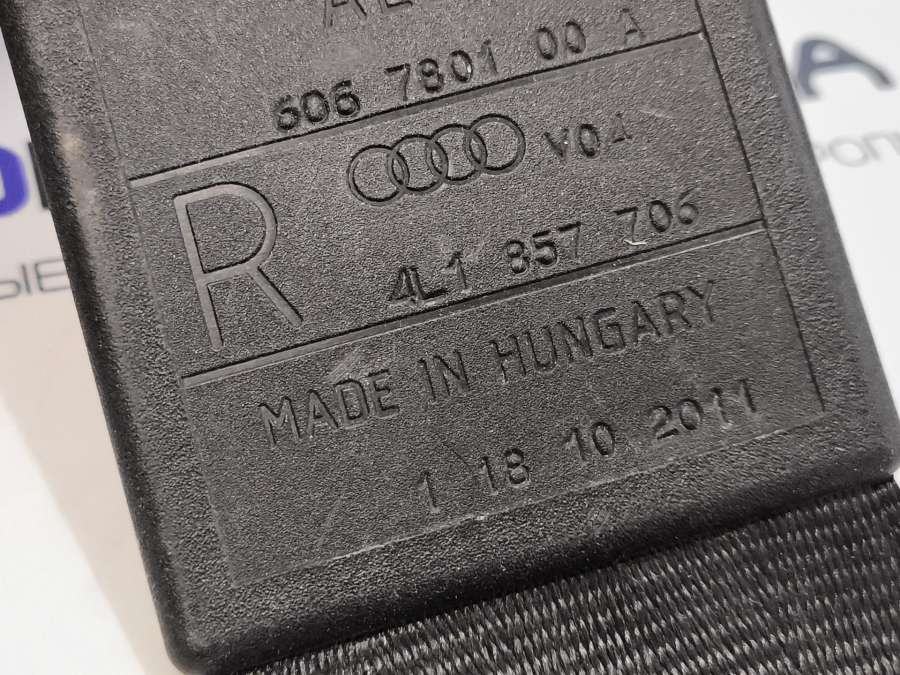 606 7801 00 A
V04
R
4L1 857 706
MADE IN HUNGARY
1 18 10 2011